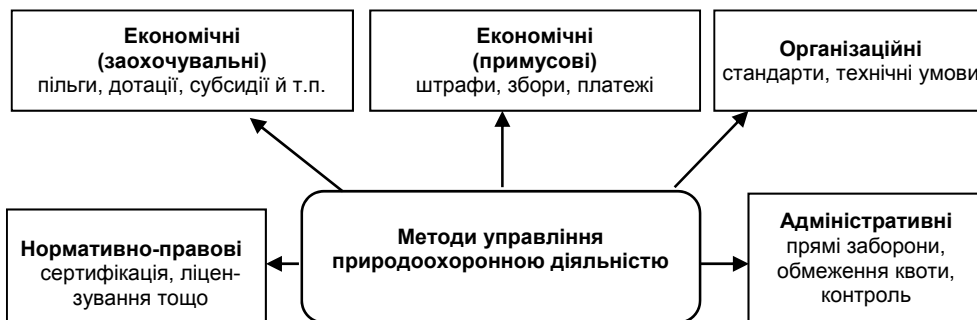 Економічні
(заохочувальні)
пільги, дотації, субсидії й т.п.
Економічні
(примусові)
штрафи, збори, платежі
Організаційні
стандарти, технічні умови
Нормативно-правові
сертифікація, ліцен-
зування тощо
Методи управління
природоохоронною діяльністю
Адміністративні
прямі заборони,
обмеження квоти,
контроль